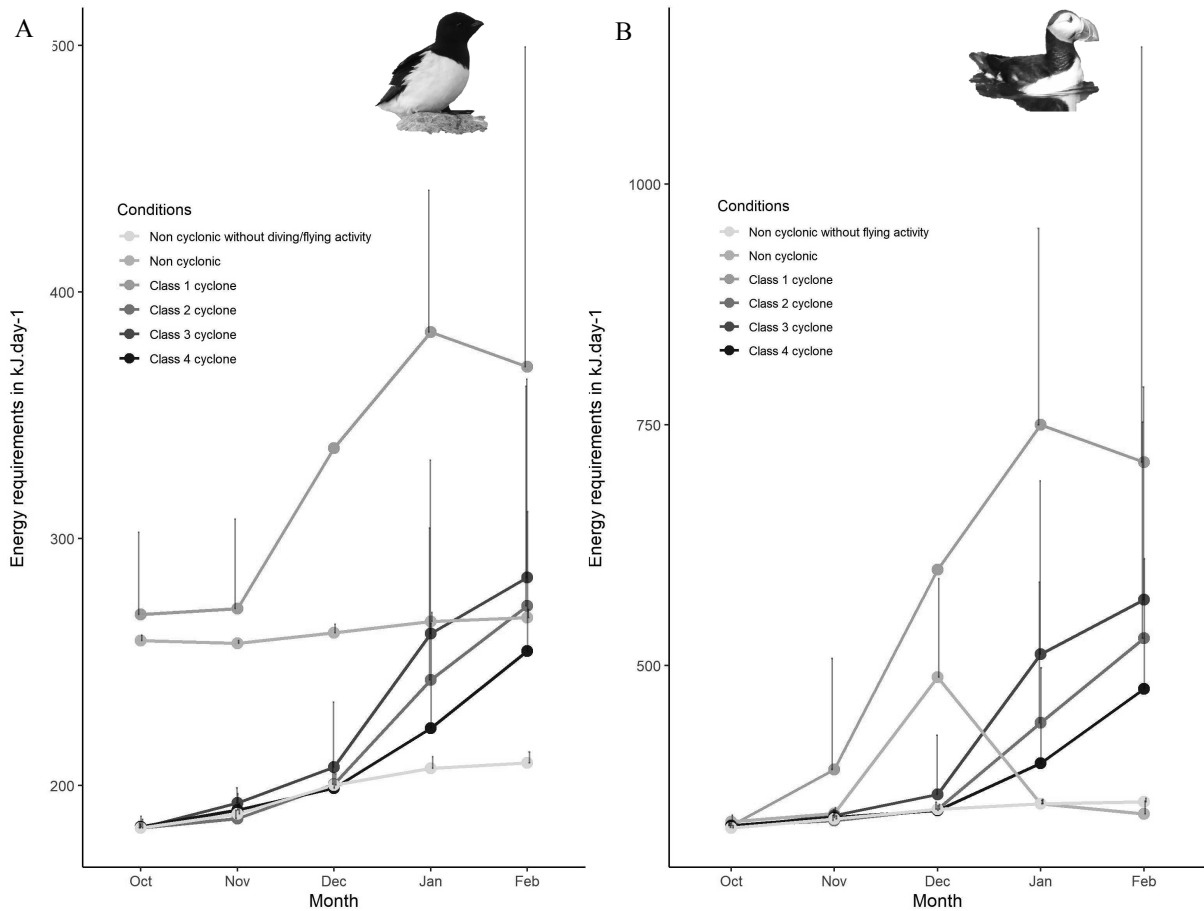 A
500
400
300
200
Energy requirements in kJ.day-1
Conditions
Non cyclonic without diving/flying activity
Non cyclonic
Class 1 cyclone
Class 2 cyclone
Class 3 cyclone
Class 4 cyclone
Oct Nov Dec Jan Feb
Month
B
1000
750
500
Energy requirements in kJ.day-1
Conditions
Non cyclonic without flying activity
Non cyclonic
Class 1 cyclone
Class 2 cyclone
Class 3 cyclone
Class 4 cyclone
Oct Nov Dec Jan Feb
Month